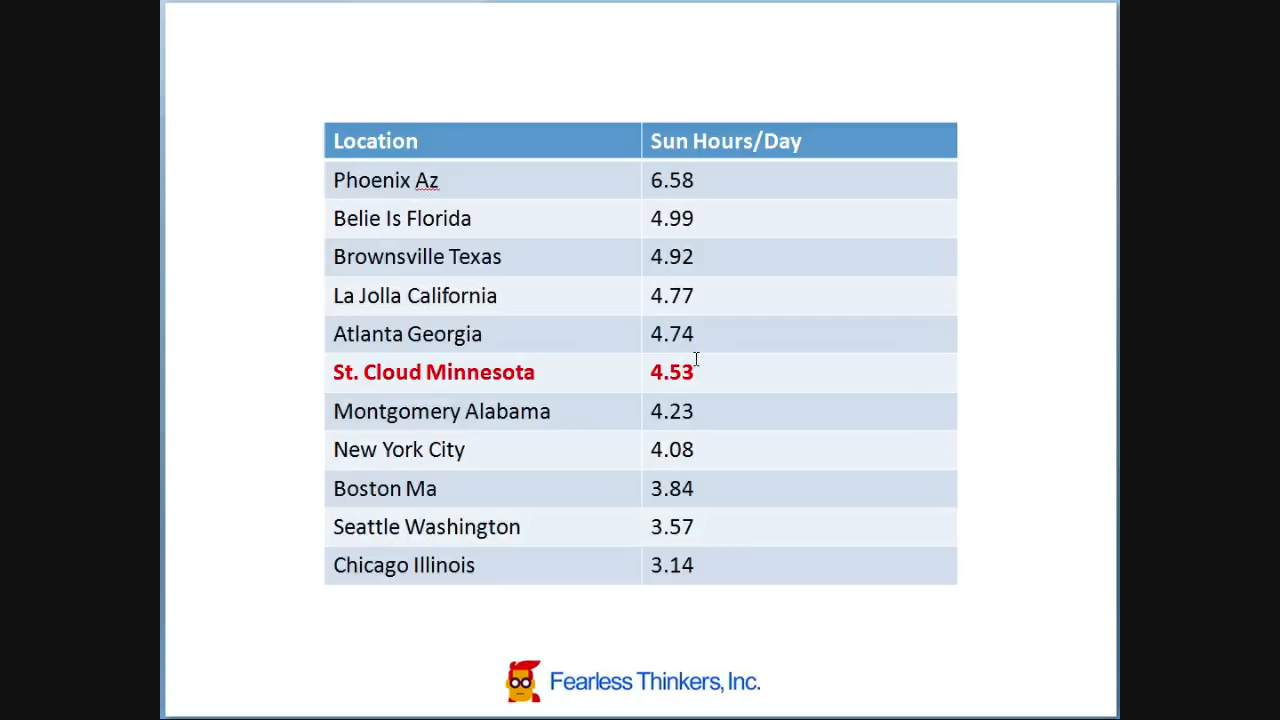 Location Sun Hours/Day
Phoenix Az 6.58
Belie Is Florida 4.99
Brownsville Texas 4.92
La Jolla California 4.77
Atlanta Georgia 4.74
St. Cloud Minnesota 4.53
Montgomery Alabama 4.23
New York City 4.08
Boston Ma 3.84
Seattle Washington 3.57
Chicago Illinois 3.14
Fearless Thinkers, Inc.